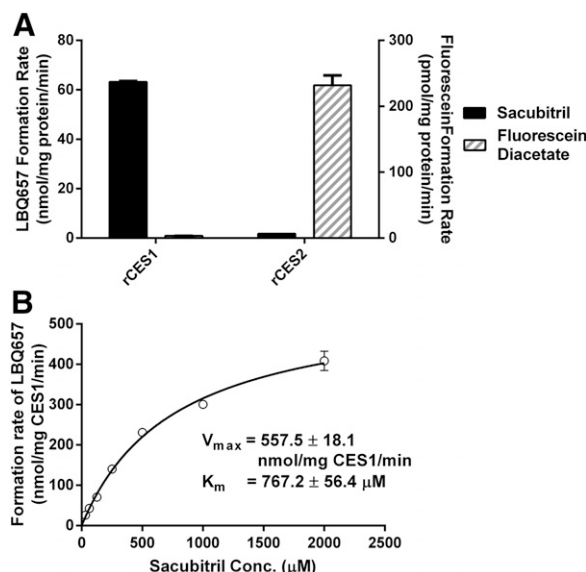 A
LBQ657 Formation Rate
(nmol/mg protein/min)
80
60
40
20
0
300
200
100
0
FluoresceinFormation Rate
(pmol/mg protein/min)
Sacubitril
Fluorescein
Diacetate
rCES1
rCES2
B
Formation rate of LBQ657
(nmol/mg CES1/min)
500
400
300
200
100
0
Vmax = 557.5 ± 18.1
nmol/mg CES1/min
Km = 767.2 ± 56.4 μM
0 500 1000 1500 2000 2500
Sacubitril Conc. (μM)